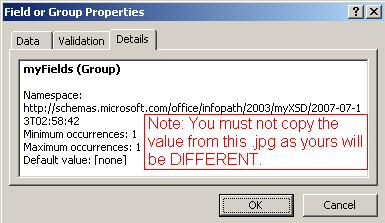 Field or Group Properties
Data
Validation
Details
myFields (Group)
Namespace:
http://schemas.microsoft.com/office/infopath/2003/myXSD/2007-07-1
3T02:58:42
Minimum occurrences: 1
Maximum occurrences: 1
Default value: [none]
Note: You must not copy the
value from this .jpg as yours will
be DIFFERENT.
OK
Cancel